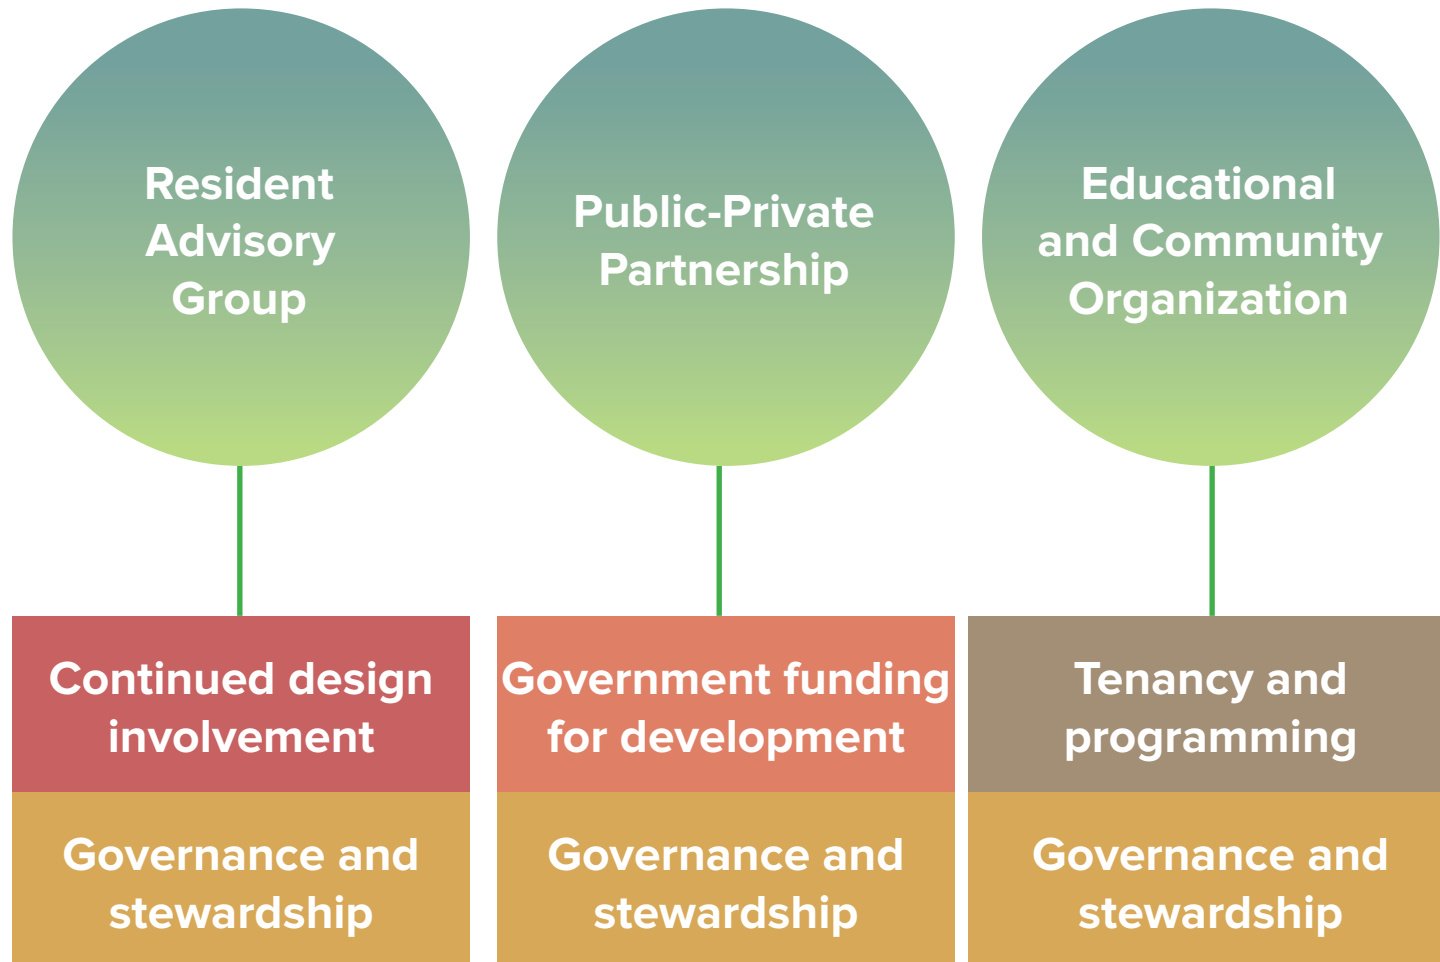 Resident
Advisory
Group
Public-Private
Partnership
Educational
and Community
Organization
Continued design
involvement
Government funding
for development
Tenancy and
programming
Governance and
stewardship
Governance and
stewardship
Governance and
stewardship